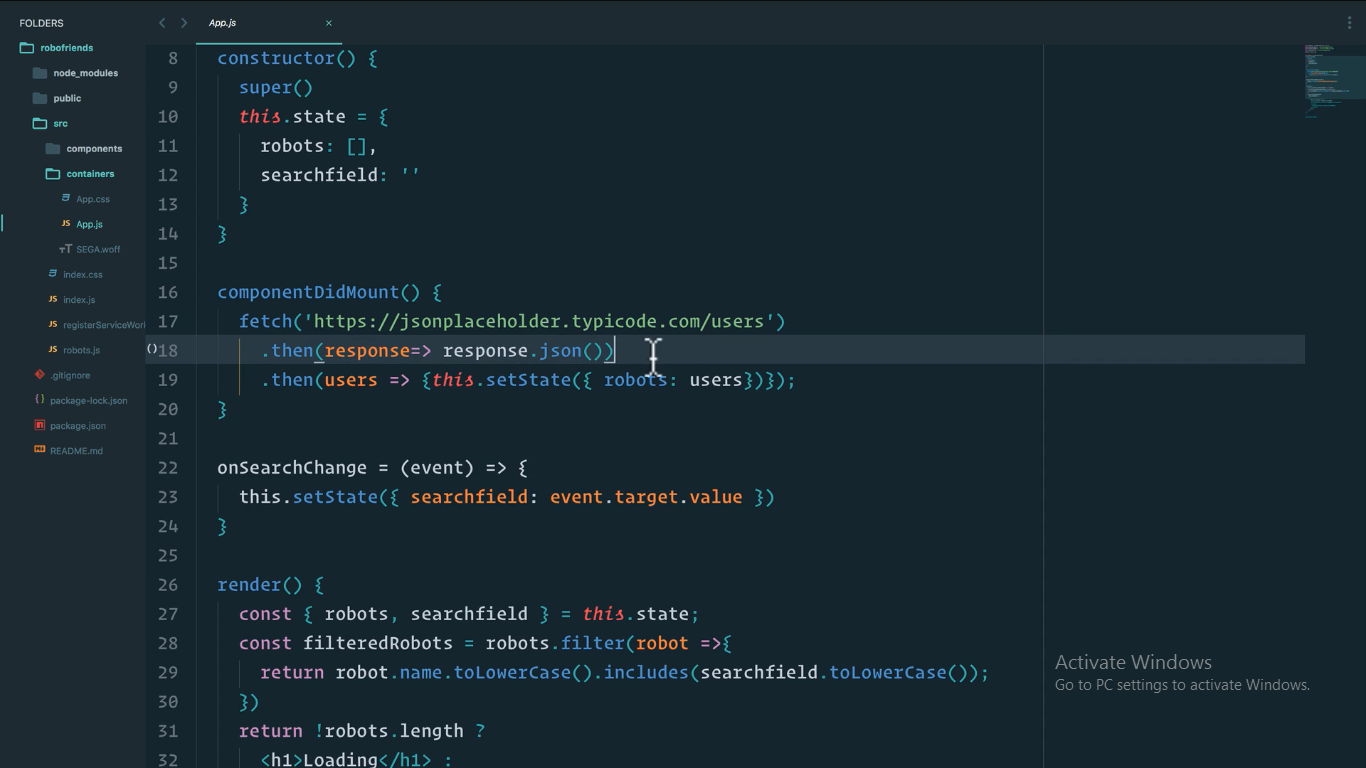 FOLDERS
robofriends
node_modules
public
src
components
containers
App.css
JS App.js
SEGA.woff
index.css
JS index.js
JS registerServiceWor
JS robots.js
.gitignore
package-lock.json
package.json
README.md
App.js ×
8 constructor() {
9 super()
10 this.state = {
11 robots: [],
12 searchfield: ''
13 }
14 }
15
16 componentDidMount() {
17 fetch('https://jsonplaceholder.typicode.com/users')
()18 .then(response=> response.json())
19 .then(users => {this.setState({ robots: users})});
20 }
21
22 onSearchChange = (event) => {
23 this.setState({ searchfield: event.target.value })
24 }
25
26 render() {
27 const { robots, searchfield } = this.state;
28 const filteredRobots = robots.filter(robot =>{
29 return robot.name.toLowerCase().includes(searchfield.toLowerCase());
30 })
31 return !robots.length ?
32 <h1>Loading</h1> :
Activate Windows
Go to PC settings to activate Windows.